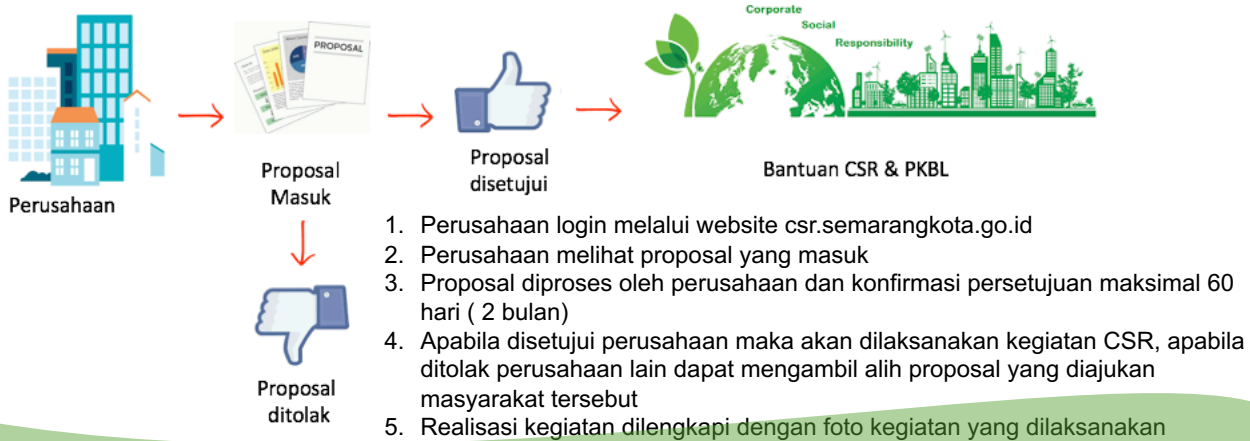 Corporate
Social
Responsibility
PROPOSAL
Perusahaan
Proposal
Masuk
Proposal
disetujui
Bantuan CSR & PKBL
Proposal
ditolak
1. Perusahaan login melalui website csr.semarangkota.go.id
2. Perusahaan melihat proposal yang masuk
3. Proposal diproses oleh perusahaan dan konfirmasi persetujuan maksimal 60
hari ( 2 bulan)
4. Apabila disetujui perusahaan maka akan dilaksanakan kegiatan CSR, apabila
ditolak perusahaan lain dapat mengambil alih proposal yang diajukan
masyarakat tersebut
5. Realisasi kegiatan dilengkapi dengan foto kegiatan yang dilaksanakan